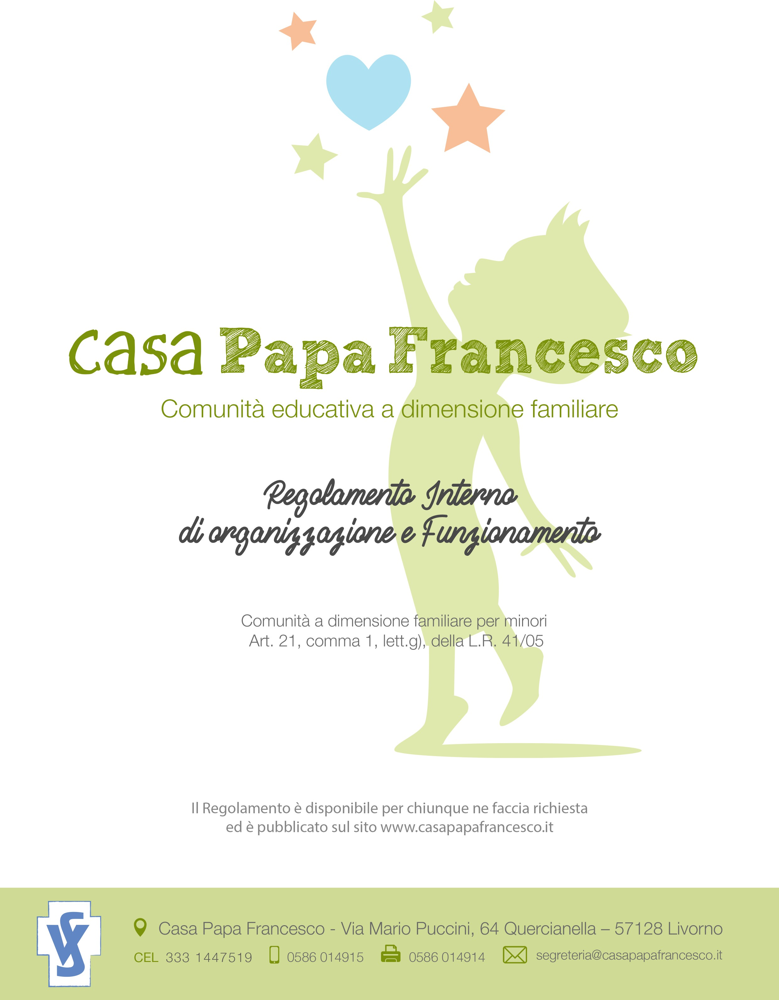 Casa Papa Francesco
Comunità educativa a dimensione familiare
Regolamento Interno
di organizzazione e Funzionamento
Comunità a dimensione familiare per minori
Art. 21, comma 1, lett.g), della L.R. 41/05
Il Regolamento è disponibile per chiunque ne faccia richiesta
ed è pubblicato sul sito www.casapapafrancesco.it
Casa Papa Francesco - Via Mario Puccini, 64 Quercianella – 57128 Livorno
CEL 333 1447519 0586 014915 0586 014914 segreteria@casapapafrancesco.it